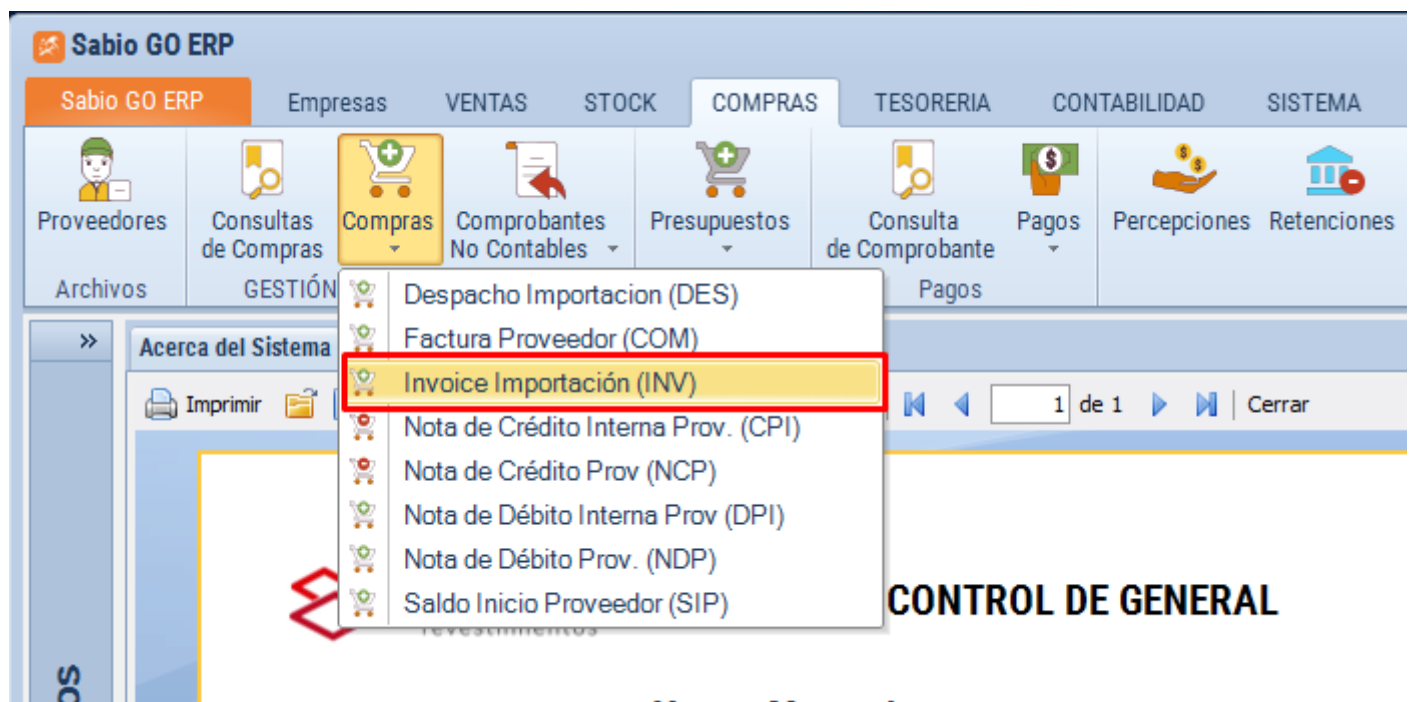 Sabio GO ERP
Sabio GO ERP Empresas VENTAS STOCK COMPRAS TESORERIA CONTABILIDAD SISTEMA
Proveedores Consultas Compras Comprobantes Presupuestos Consulta Pagos Percepciones Retenciones
de Compras No Contables de Comprobante
Archivos GESTIÓN Pagos
Despacho Importacion (DES)
Factura Proveedor (COM)
Invoice Importación (INV)
Nota de Crédito Interna Prov. (CPI)
Nota de Crédito Prov (NCP)
Nota de Débito Interna Prov (DPI)
Nota de Débito Prov. (NDP)
Saldo Inicio Proveedor (SIP)
» Acerca del Sistema
Imprimir 1 de 1 Cerrar
CONTROL DE GENERAL
revestimientos
os